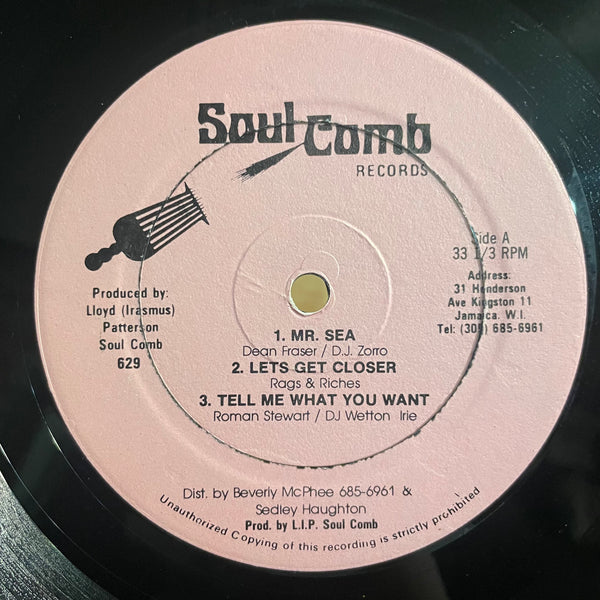 Soul Comb
RECORDS
Side A
33 1/3 RPM
Address:
31 Henderson
Ave Kingston 11
Jamaica, W.I.
Tel: (305) 685-6961
Produced by:
Lloyd (Irasmus)
Patterson
Soul Comb
629
1. MR. SEA
Dean Fraser / D.J. Zorro
2. LETS GET CLOSER
Rags & Riches
3. TELL ME WHAT YOU WANT
Roman Stewart / DJ Wetton Irie
Dist. by Beverly McPhee 685-6961 &
Sedley Haughton
Prod. by L.I.P. Soul Comb
Unauthorized Copying of this recording is strictly prohibited